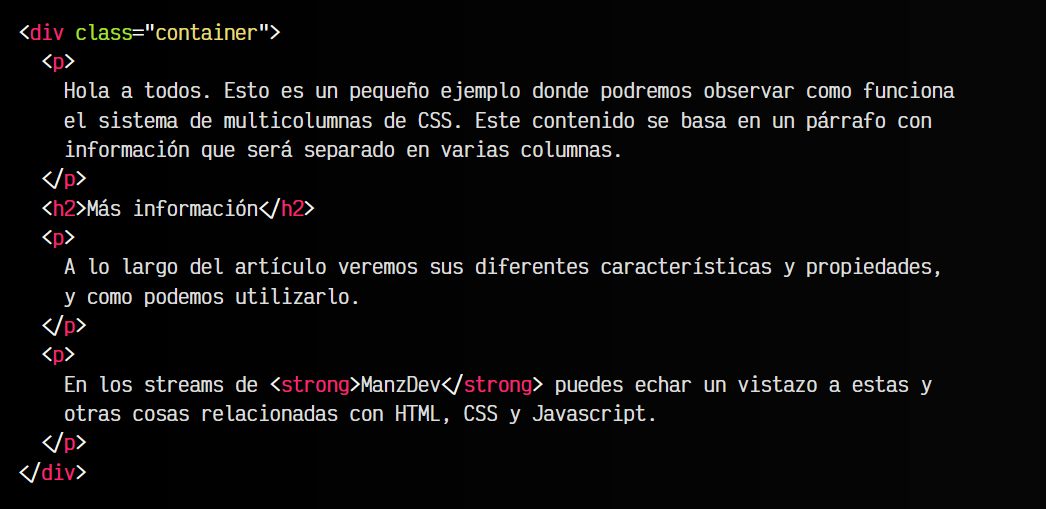 <div class="container">
  <p>
    Hola a todos. Esto es un pequeño ejemplo donde podremos observar como funciona
    el sistema de multicolumnas de CSS. Este contenido se basa en un párrafo con
    información que será separado en varias columnas.
  </p>
  <h2>Más información</h2>
  <p>
    A lo largo del artículo veremos sus diferentes características y propiedades,
    y como podemos utilizarlo.
  </p>
  <p>
    En los streams de <strong>ManzDev</strong> puedes echar un vistazo a estas y
    otras cosas relacionadas con HTML, CSS y Javascript.
  </p>
</div>